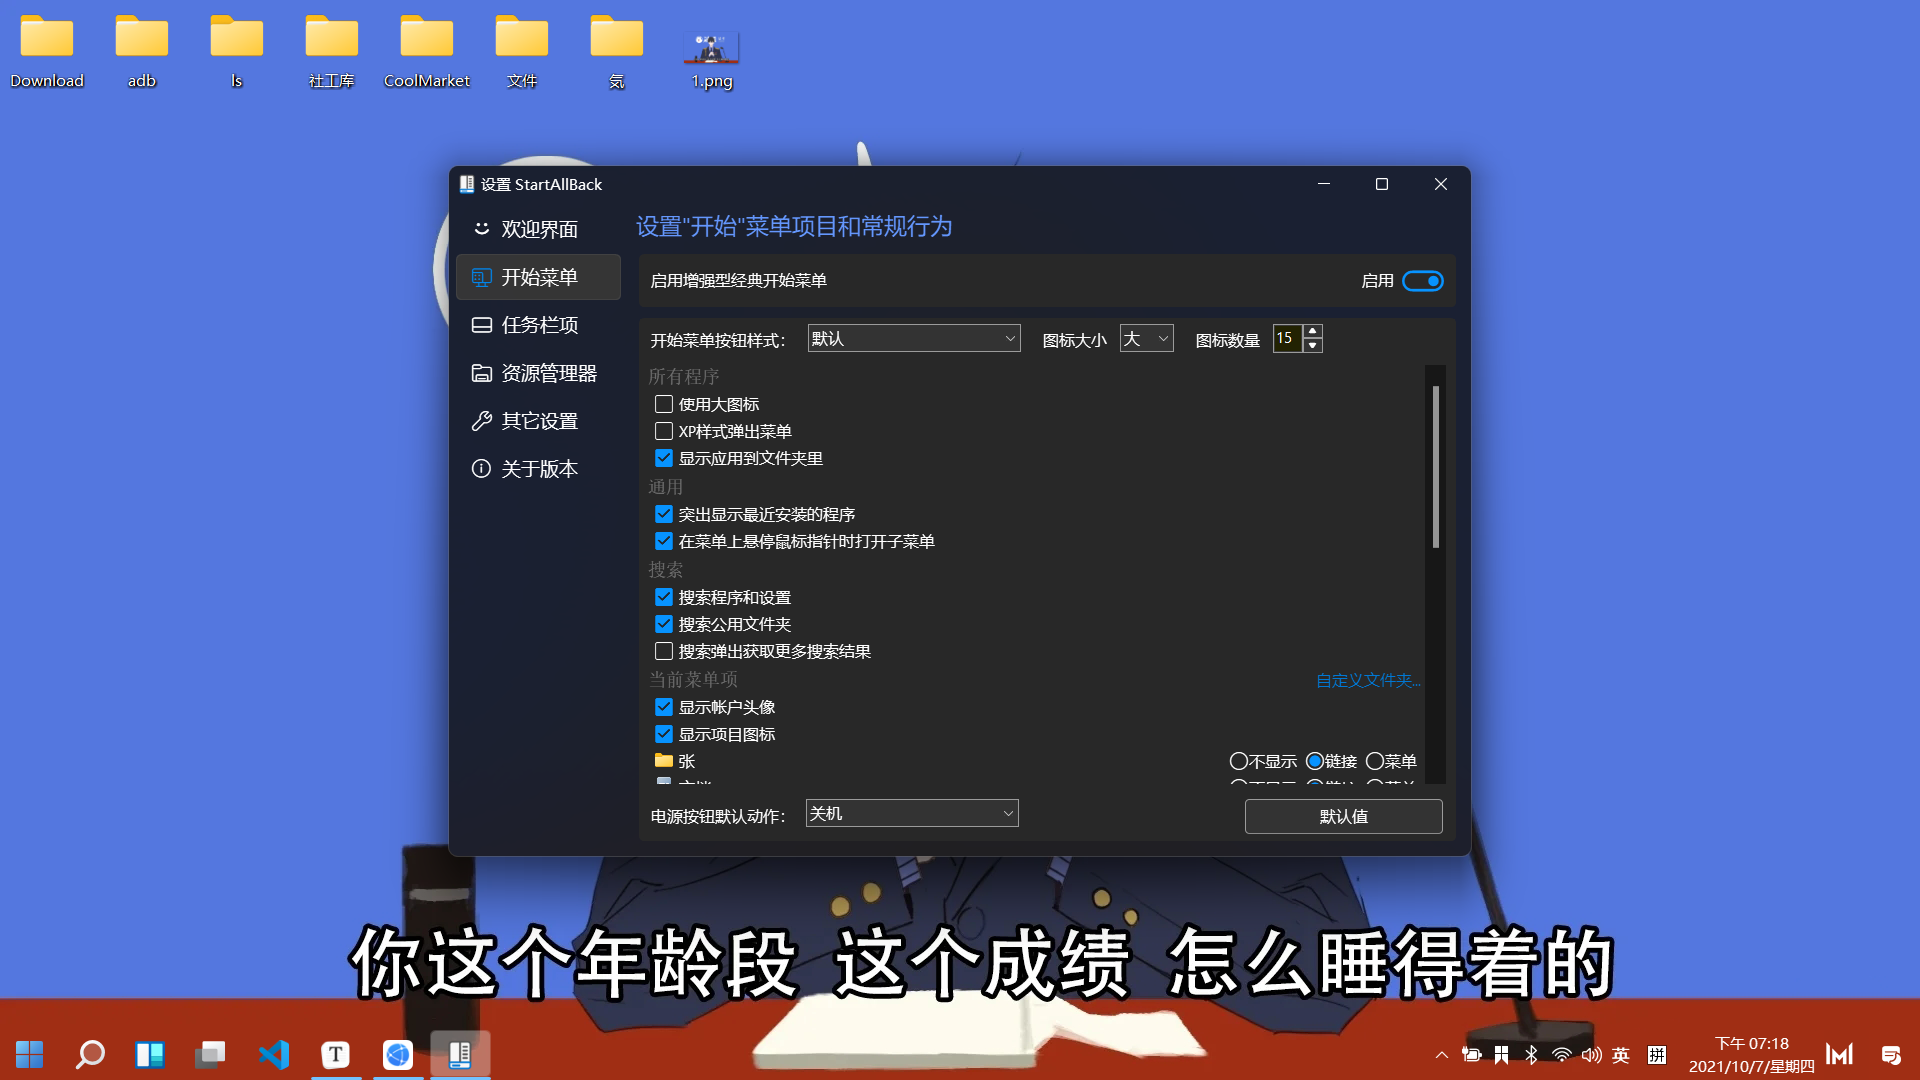 Download
adb
ls
社工库
CoolMarket
文件
気
1.png
设置 StartAllBack
欢迎界面
开始菜单
任务栏项
资源管理器
其它设置
关于版本
设置"开始"菜单项目和常规行为
启用增强型经典开始菜单
启用
开始菜单按钮样式：
默认
图标大小
大
图标数量
15
所有程序
使用大图标
XP样式弹出菜单
显示应用到文件夹里
通用
突出显示最近安装的程序
在菜单上悬停鼠标指针时打开子菜单
搜索
搜索程序和设置
搜索公用文件夹
搜索弹出获取更多搜索结果
当前菜单项
自定义文件夹...
显示帐户头像
显示项目图标
张
不显示 链接 菜单
电源按钮默认动作：
关机
默认值
你这个年龄段 这个成绩 怎么睡得着的
T
英
拼
下午 07:18
2021/10/7/星期四